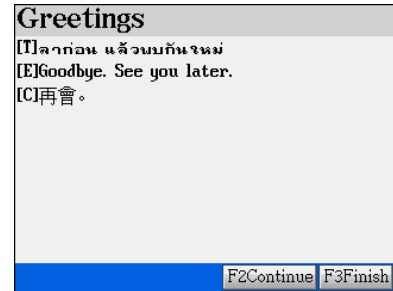 Greetings
[T]ลาก่อน แล้วพบกันใหม่
[E]Goodbye. See you later.
[C]再會。
F2Continue F3Finish